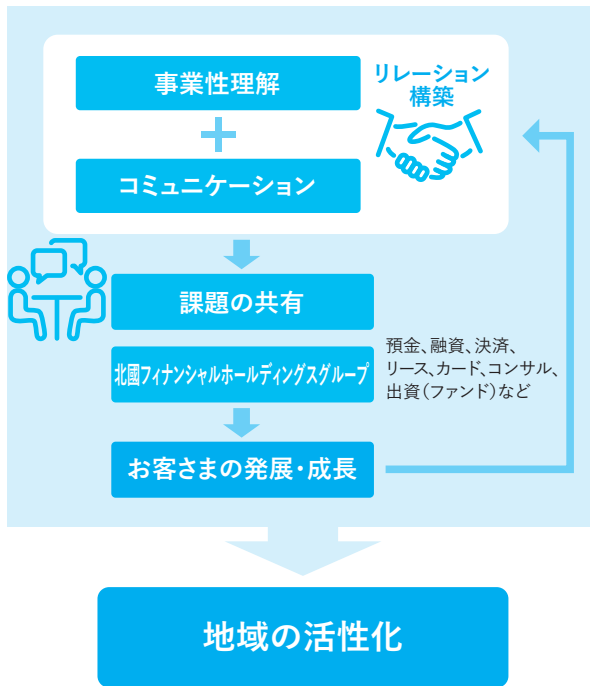 事業性理解
リレーション
構築
+
コミュニケーション
課題の共有
北國フィナンシャルホールディングスグループ
預金、融資、決済、
リース、カード、コンサル、
出資(ファンド)など
お客さまの発展・成長
地域の活性化